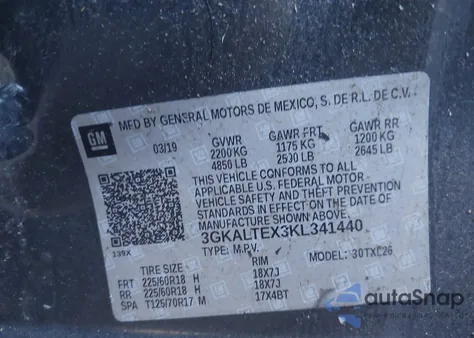 GM
MFD BY GENERAL MOTORS DE MEXICO, S. DE R.L. DE C.V.
03/19 GVWR GAWR FRT GAWR RR
2200 KG 1175 KG 1200 KG
4850 LB 2590 LB 2645 LB
THIS VEHICLE CONFORMS TO ALL
APPLICABLE U.S. FEDERAL MOTOR
VEHICLE SAFETY AND THEFT PREVENTION
STANDARDS IN EFFECT ON THE DATE OF
MANUFACTURE SHOWN ABOVE.
3GKALTEX3KL341440
139X TYPE: M.P.V. MODEL: 30TXL26
TIRE SIZE RIM
FRT 225/60R18 H 18X7J
RR 225/60R18 H 18X7J
SPA T125/70R17 M 17X4BT
autoSnap